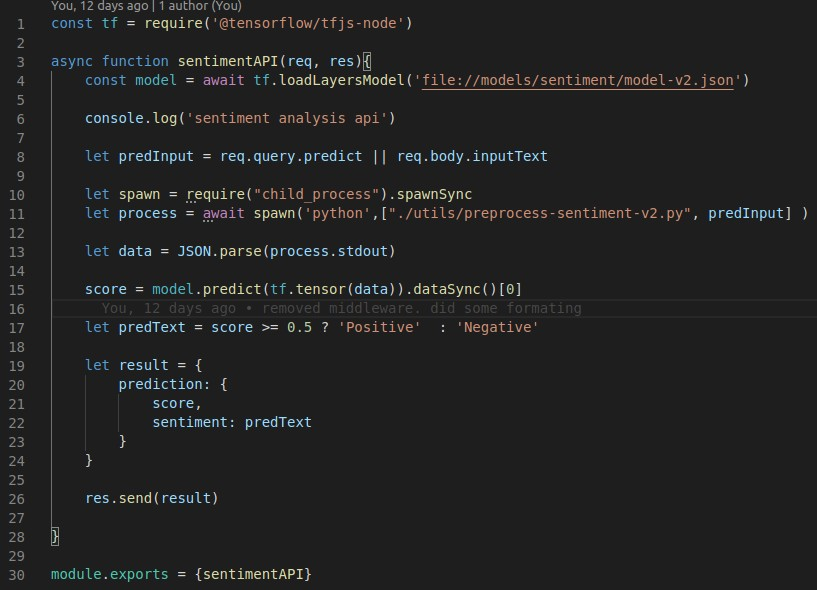 You, 12 days ago | 1 author (You)
1 const tf = require('@tensorflow/tfjs-node')
2
3 async function sentimentAPI(req, res){
4     const model = await tf.loadLayersModel('file://models/sentiment/model-v2.json')
5
6     console.log('sentiment analysis api')
7
8     let predInput = req.query.predict || req.body.inputText
9
10     let spawn = require("child_process").spawnSync
11     let process = await spawn('python',["./utils/preprocess-sentiment-v2.py", predInput] )
12
13     let data = JSON.parse(process.stdout)
14
15     score = model.predict(tf.tensor(data)).dataSync()[0]
16       You, 12 days ago • removed middleware. did some formating
17     let predText = score >= 0.5 ? 'Positive'  : 'Negative'
18
19     let result = {
20         prediction: {
21             score,
22             sentiment: predText
23         }
24     }
25
26     res.send(result)
27
28 }
29
30 module.exports = {sentimentAPI}